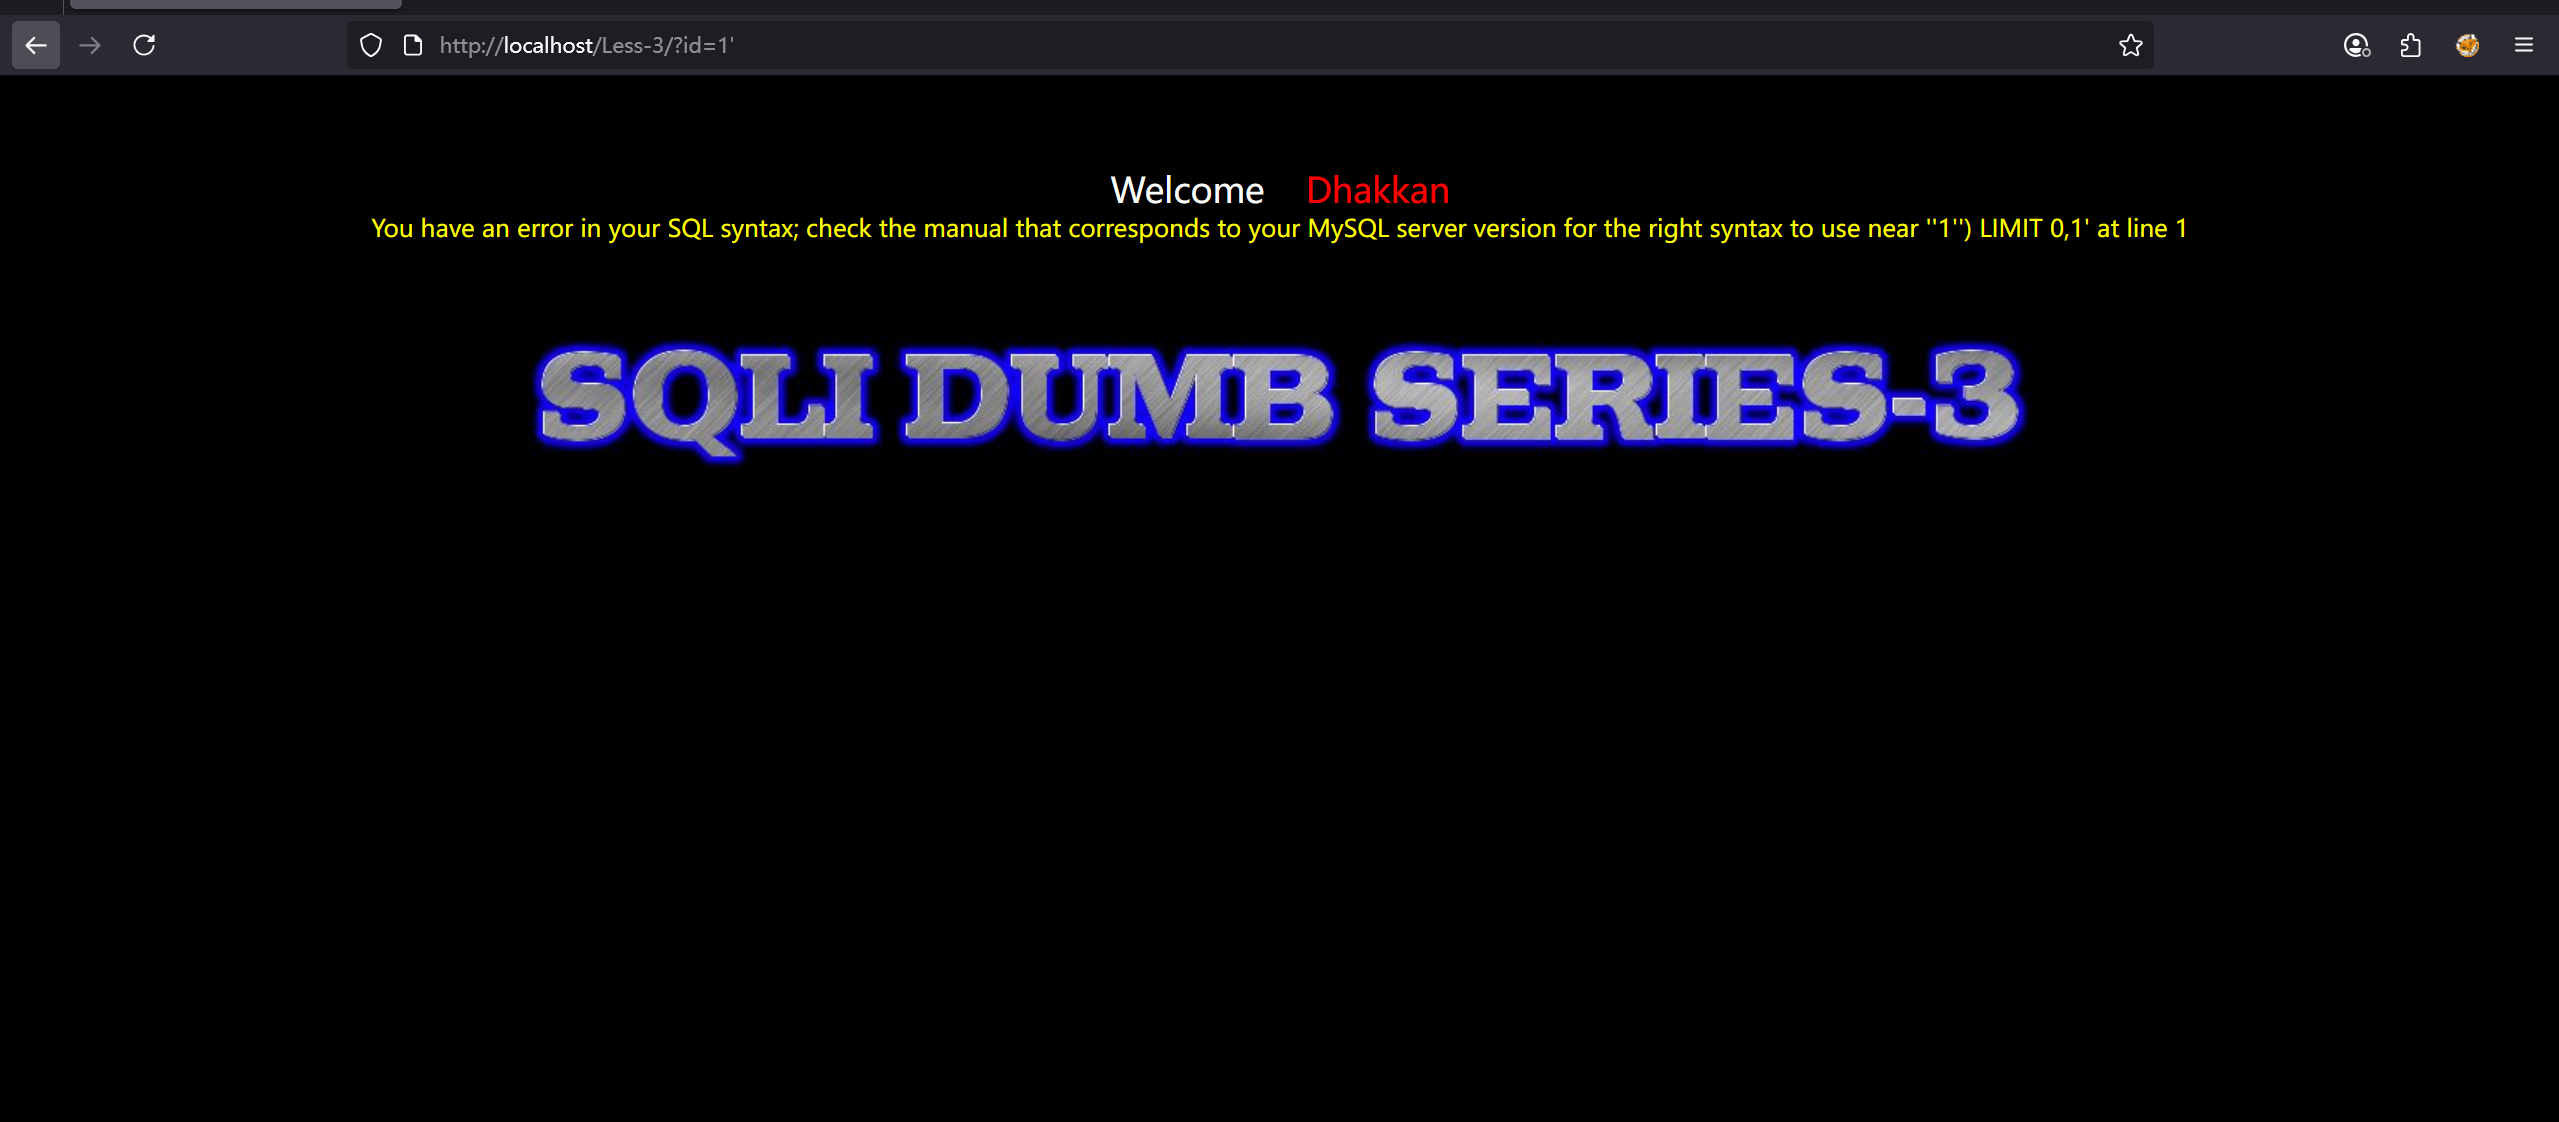 http://localhost/Less-3/?id=1'
Welcome Dhakkan
You have an error in your SQL syntax; check the manual that corresponds to your MySQL server version for the right syntax to use near ''1'') LIMIT 0,1' at line 1
SQLI DUMB SERIES-3